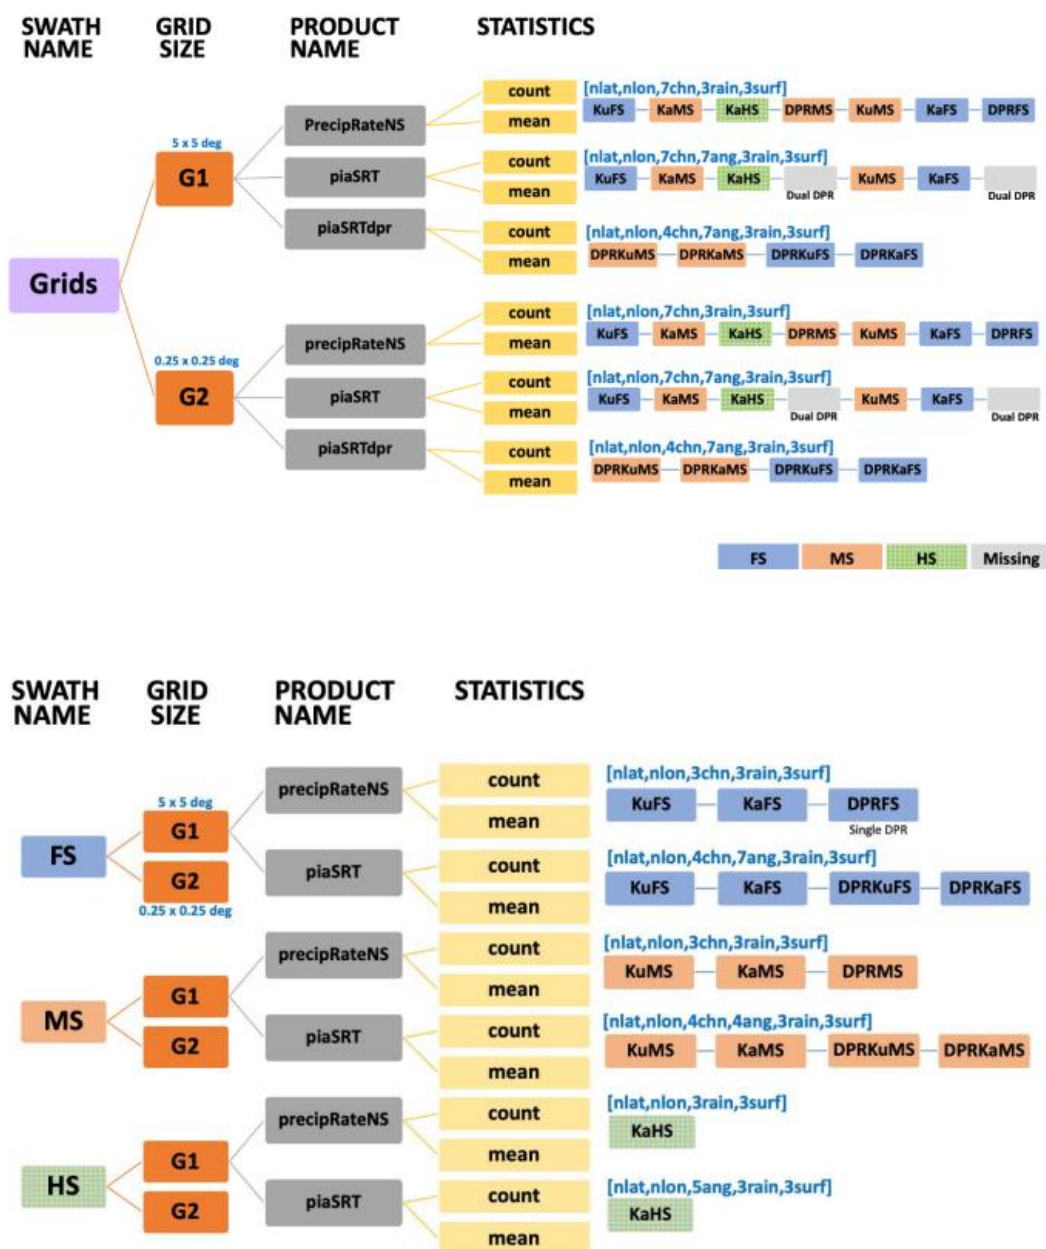 SWATH NAME
GRID SIZE
PRODUCT NAME
STATISTICS
Grids
5 x 5 deg
G1
PrecipRateNS
count
mean
[nlat,nlon,7chn,3rain,3surf]
KuFS KaMS KaHS DPRMS KuMS KaFS DPRFS
piaSRT
count
mean
[nlat,nlon,7chn,7ang,3rain,3surf]
KuFS KaMS KaHS KuMS KaFS
Dual DPR Dual DPR
piaSRTdpr
count
mean
[nlat,nlon,4chn,7ang,3rain,3surf]
DPRKuMS DPRKaMS DPRKuFS DPRKaFS
0.25 x 0.25 deg
G2
precipRateNS
count
mean
[nlat,nlon,7chn,3rain,3surf]
KuFS KaMS KaHS DPRMS KuMS KaFS DPRFS
piaSRT
count
mean
[nlat,nlon,7chn,7ang,3rain,3surf]
KuFS KaMS KaHS KuMS KaFS
Dual DPR Dual DPR
piaSRTdpr
count
mean
[nlat,nlon,4chn,7ang,3rain,3surf]
DPRKuMS DPRKaMS DPRKuFS DPRKaFS
FS MS HS Missing
SWATH NAME
GRID SIZE
PRODUCT NAME
STATISTICS
FS
5 x 5 deg
G1
G2
0.25 x 0.25 deg
precipRateNS
count
mean
[nlat,nlon,3chn,3rain,3surf]
KuFS KaFS DPRFS
Single DPR
piaSRT
count
mean
[nlat,nlon,4chn,7ang,3rain,3surf]
KuFS KaFS DPRKuFS DPRKaFS
MS
G1
G2
precipRateNS
count
mean
[nlat,nlon,3chn,3rain,3surf]
KuMS KaMS DPRMS
piaSRT
count
mean
[nlat,nlon,4chn,4ang,3rain,3surf]
KuMS KaMS DPRKuMS DPRKaMS
HS
G1
G2
precipRateNS
count
mean
[nlat,nlon,3rain,3surf]
KaHS
piaSRT
count
mean
[nlat,nlon,5ang,3rain,3surf]
KaHS